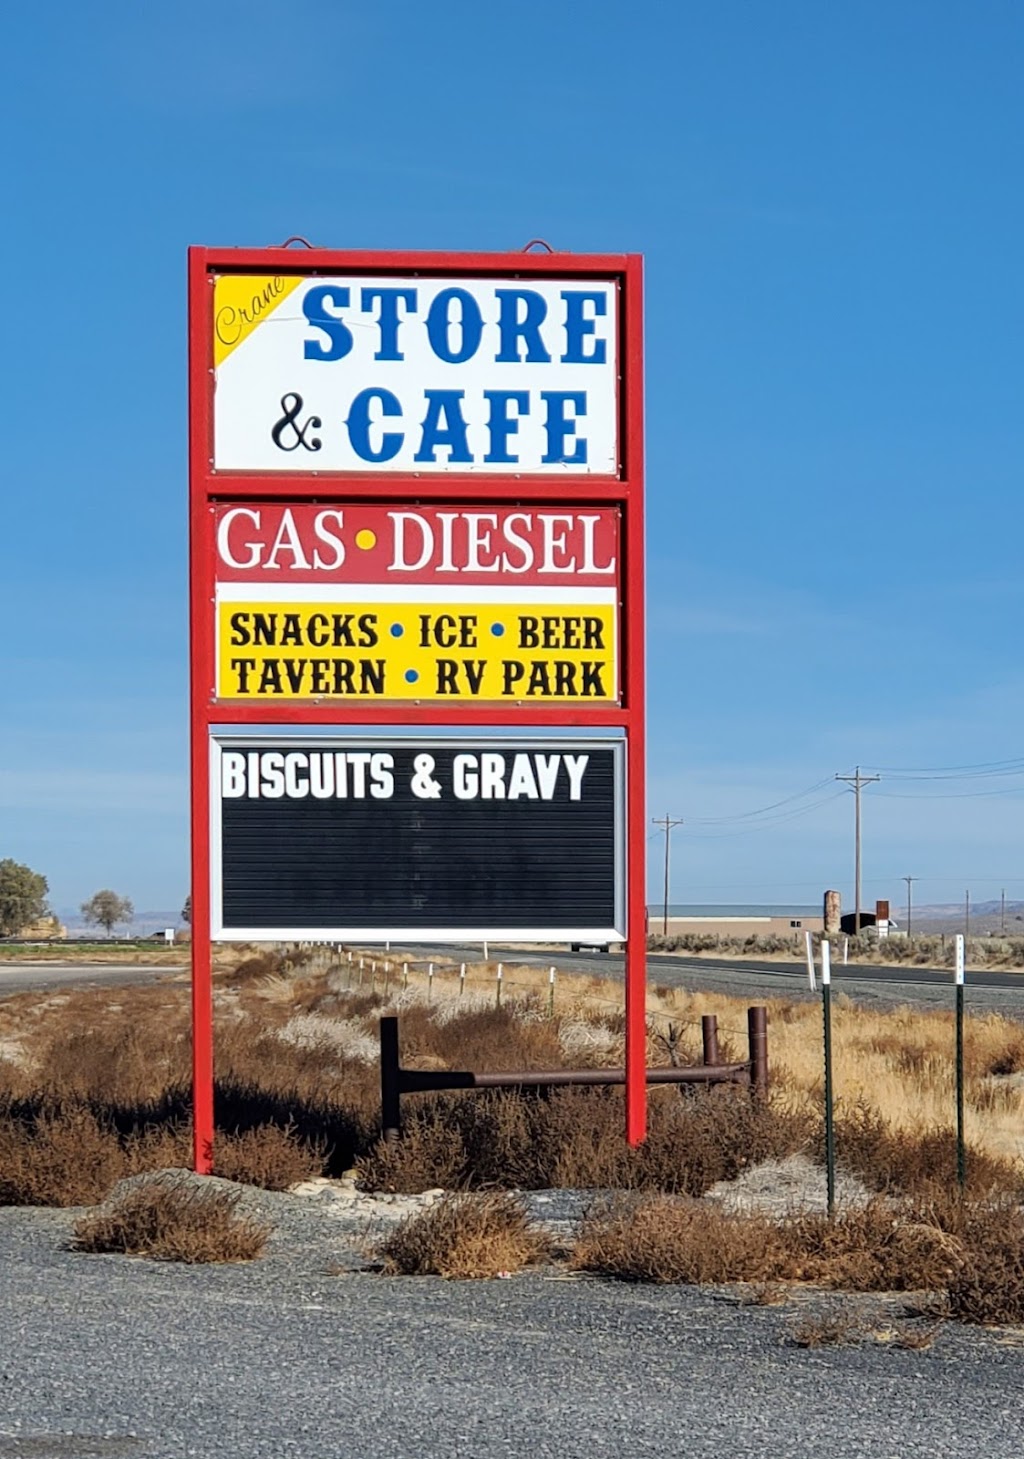 Crane
STORE
& CAFE
GAS • DIESEL
SNACKS • ICE • BEER
TAVERN • RV PARK
BISCUITS & GRAVY